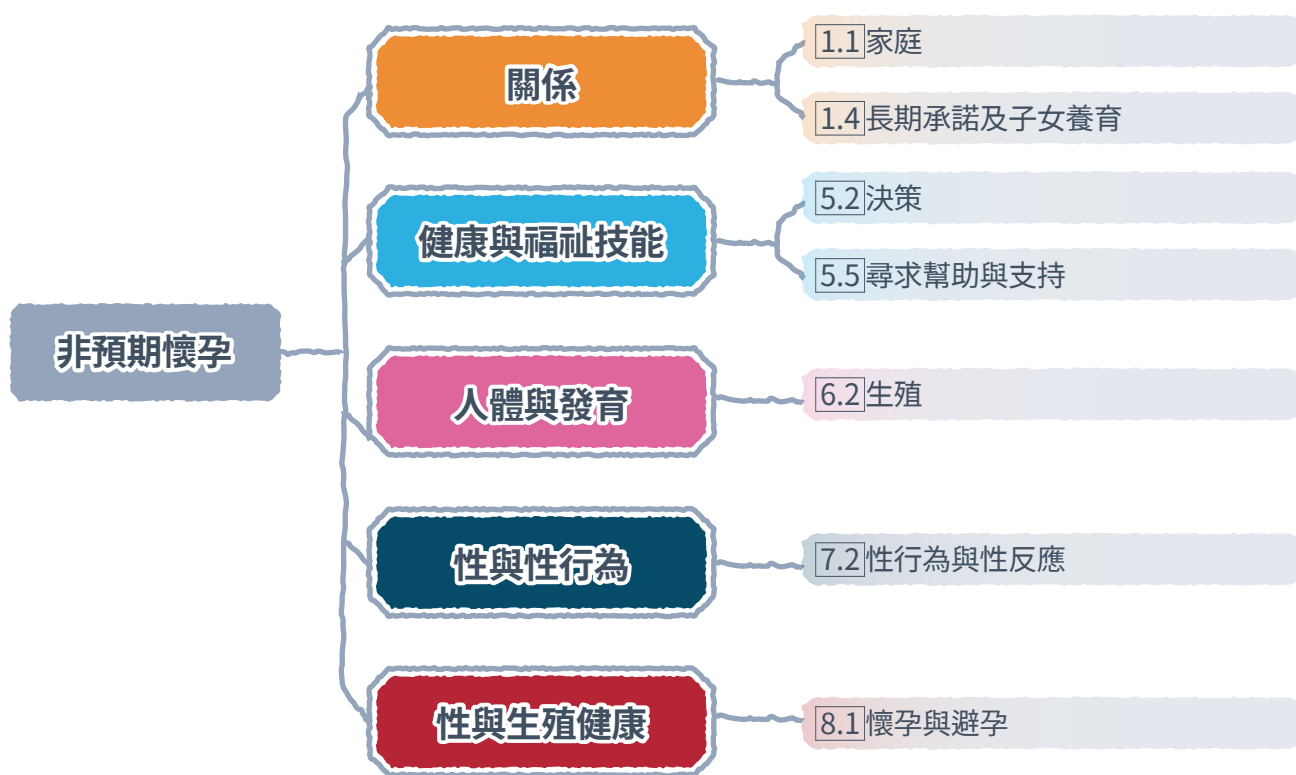 非預期懷孕
關係
1.1 家庭
1.4 長期承諾及子女養育
健康與福祉技能
5.2 決策
5.5 尋求幫助與支持
人體與發育
6.2 生殖
性與性行為
7.2 性行為與性反應
性與生殖健康
8.1 懷孕與避孕